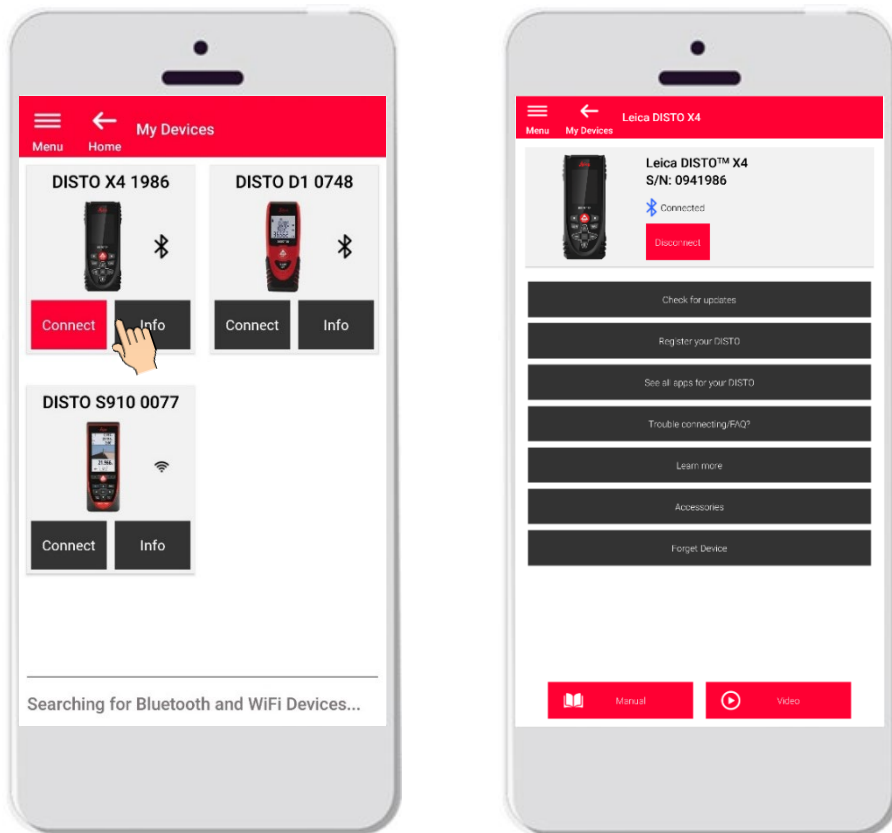 My Devices
Menu Home
DISTO X4 1986 DISTO D1 0748
Connect Info Connect Info
DISTO S910 0077
Connect Info
Searching for Bluetooth and WiFi Devices...
Leica DISTO X4
Menu My Devices
Leica DISTO™ X4
S/N: 0941986
Connected
Disconnect
Check for updates
Register your DISTO
See all apps for your DISTO
Trouble connecting/FAQ?
Learn more
Accessories
Forget Device
Manual Video